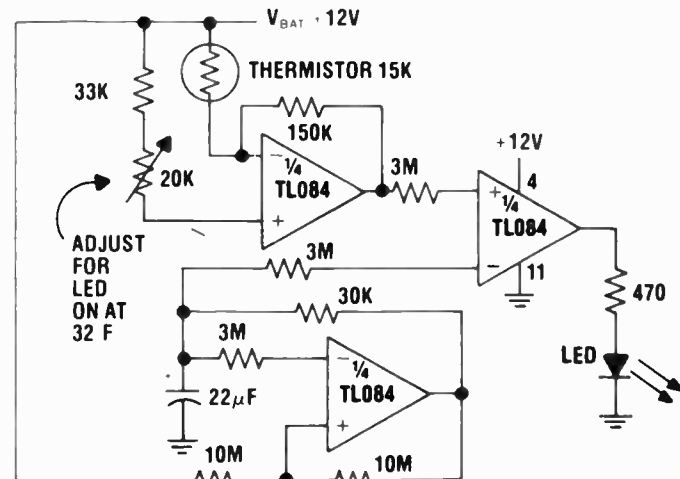 VBAT + 12V
THERMISTOR 15K
33K
150K
20K
- ¼ TL084 +
3M
+12V
4
+ ¼ TL084 -
11
ADJUST
FOR
LED
ON AT
32 F
3M
470
30K
3M
LED
- ¼ TL084 +
22µF
10M
10M